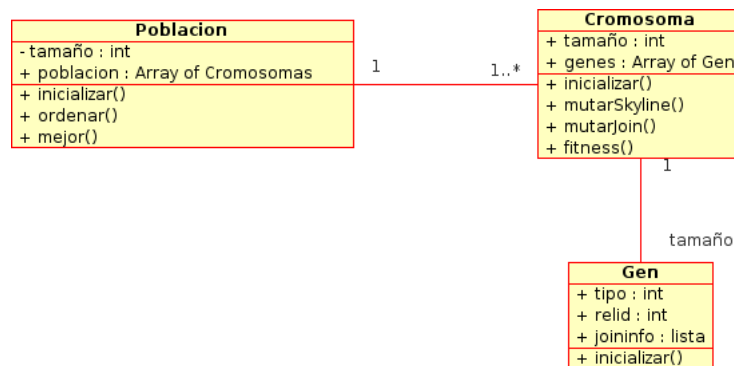 Poblacion
- tamaño : int
+ poblacion : Array of Cromosomas
+ inicializar()
+ ordenar()
+ mejor()
1
1..*
Cromosoma
+ tamaño : int
+ genes : Array of Gen
+ inicializar()
+ mutarSkyline()
+ mutarJoin()
+ fitness()
1
tamaño
Gen
+ tipo : int
+ relid : int
+ joininfo : lista
+ inicializar()